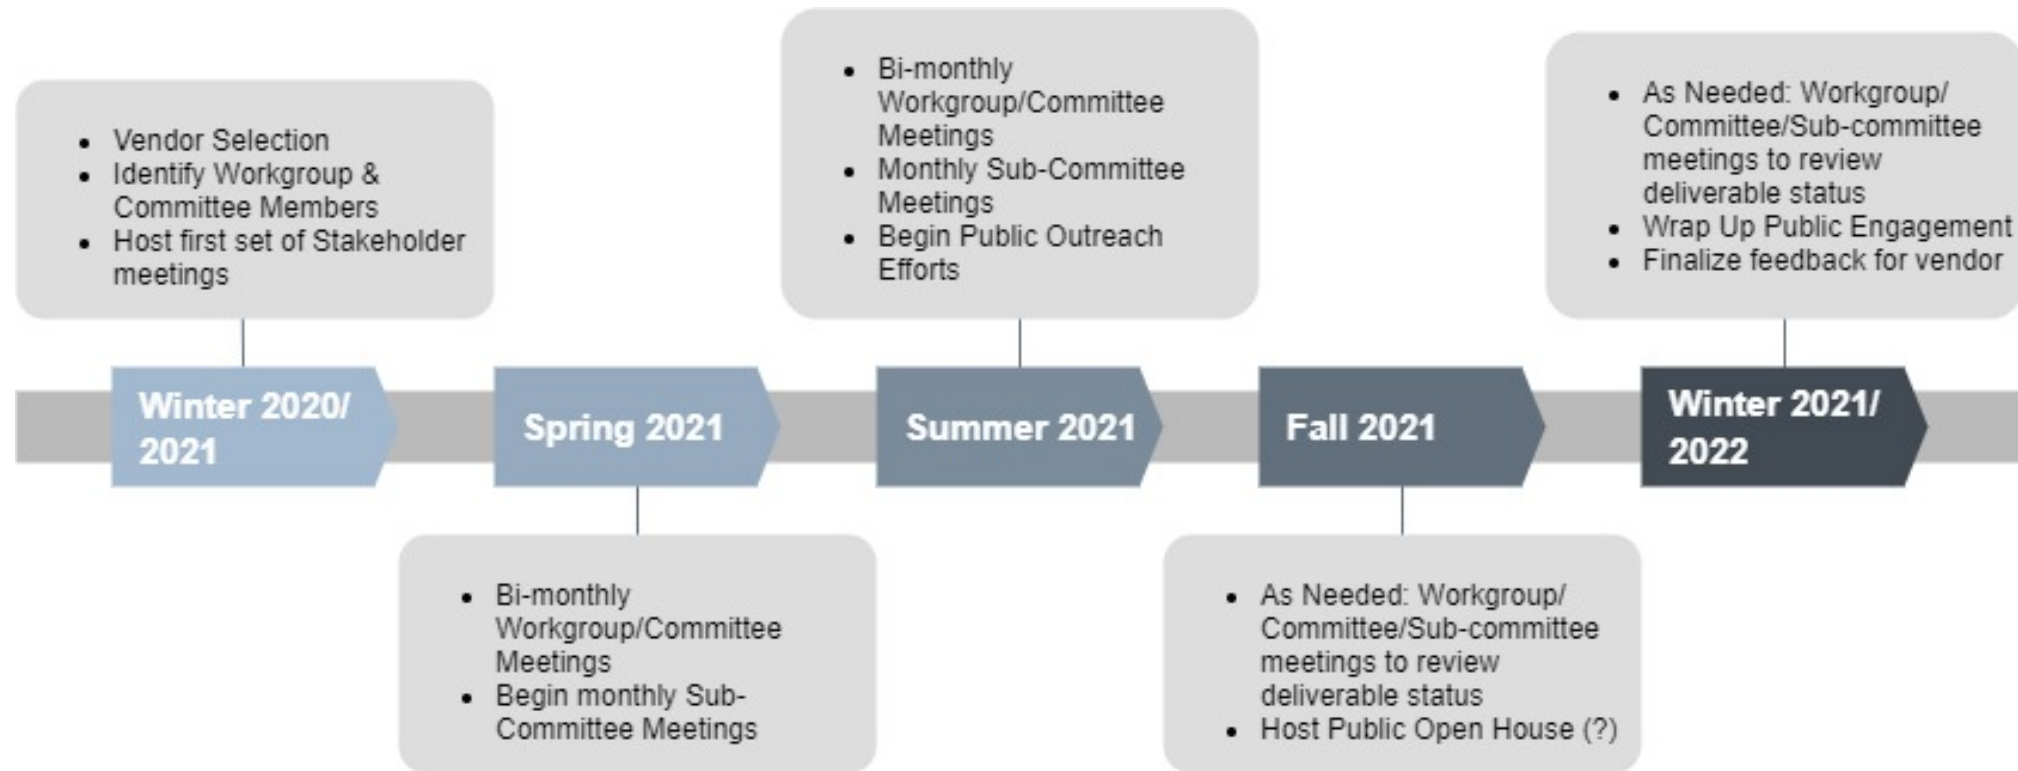 • Vendor Selection
• Identify Workgroup &
Committee Members
• Host first set of Stakeholder
meetings
Winter 2020/
2021
• Bi-monthly
Workgroup/Committee
Meetings
• Begin monthly Sub-
Committee Meetings
Spring 2021
• Bi-monthly
Workgroup/Committee
Meetings
• Monthly Sub-Committee
Meetings
• Begin Public Outreach
Efforts
Summer 2021
• As Needed: Workgroup/
Committee/Sub-committee
meetings to review
deliverable status
• Host Public Open House (?)
Fall 2021
• As Needed: Workgroup/
Committee/Sub-committee
meetings to review
deliverable status
• Wrap Up Public Engagement
• Finalize feedback for vendor
Winter 2021/
2022